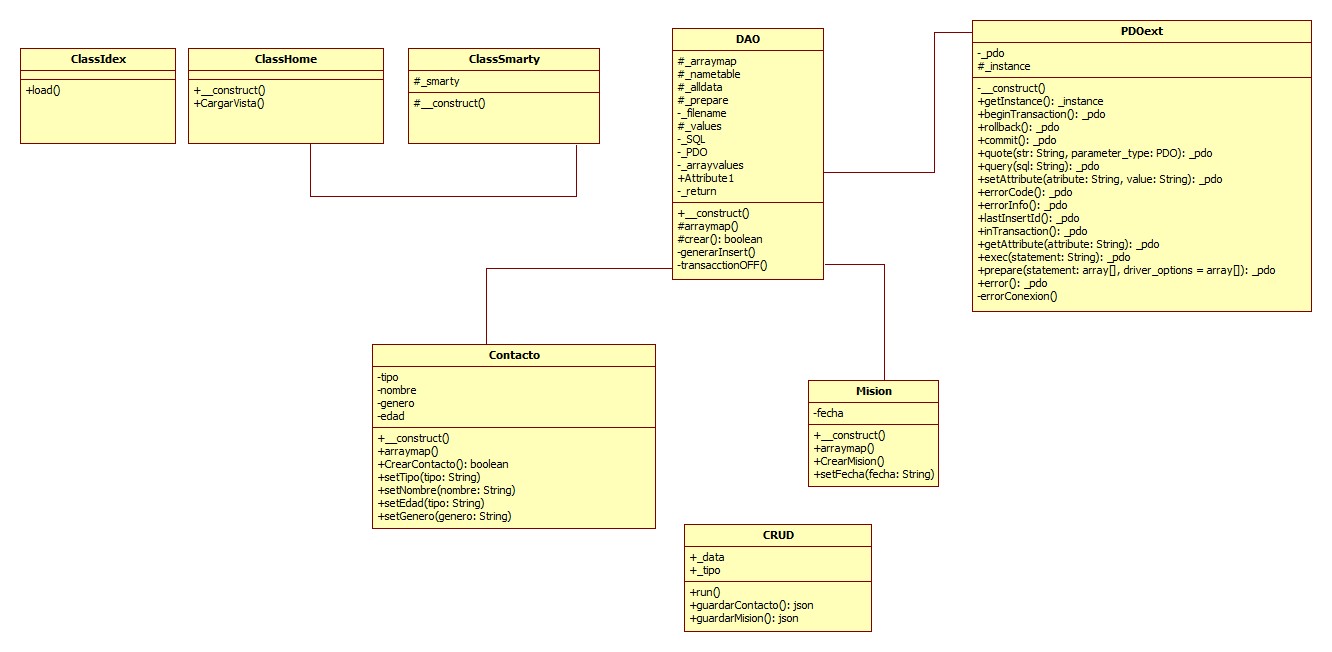 ClassIdex
+load()
ClassHome
+__construct()
+CargarVista()
ClassSmarty
#_smarty
#__construct()
DAO
#_arraymap
#_nametable
#_alldata
#_prepare
-_filename
#_values
-_SQL
-_PDO
-_arrayvalues
+Attribute1
-_return
+__construct()
#arraymap()
#crear(): boolean
-generarInsert()
-transacctionOFF()
PDOext
-_pdo
#_instance
-__construct()
+getInstance(): _instance
+beginTransaction(): _pdo
+rollback(): _pdo
+commit(): _pdo
+quote(str: String, parameter_type: PDO): _pdo
+query(sql: String): _pdo
+setAttribute(atribute: String, value: String): _pdo
+errorCode(): _pdo
+errorInfo(): _pdo
+lastInsertId(): _pdo
+inTransaction(): _pdo
+getAttribute(attribute: String): _pdo
+exec(statement: String): _pdo
+prepare(statement: array[], driver_options = array[]): _pdo
+error(): _pdo
-errorConexion()
Contacto
-tipo
-nombre
-genero
-edad
+__construct()
+arraymap()
+CrearContacto(): boolean
+setTipo(tipo: String)
+setNombre(nombre: String)
+setEdad(tipo: String)
+setGenero(genero: String)
Mision
-fecha
+__construct()
+arraymap()
+CrearMision()
+setFecha(fecha: String)
CRUD
+_data
+_tipo
+run()
+guardarContacto(): json
+guardarMision(): json